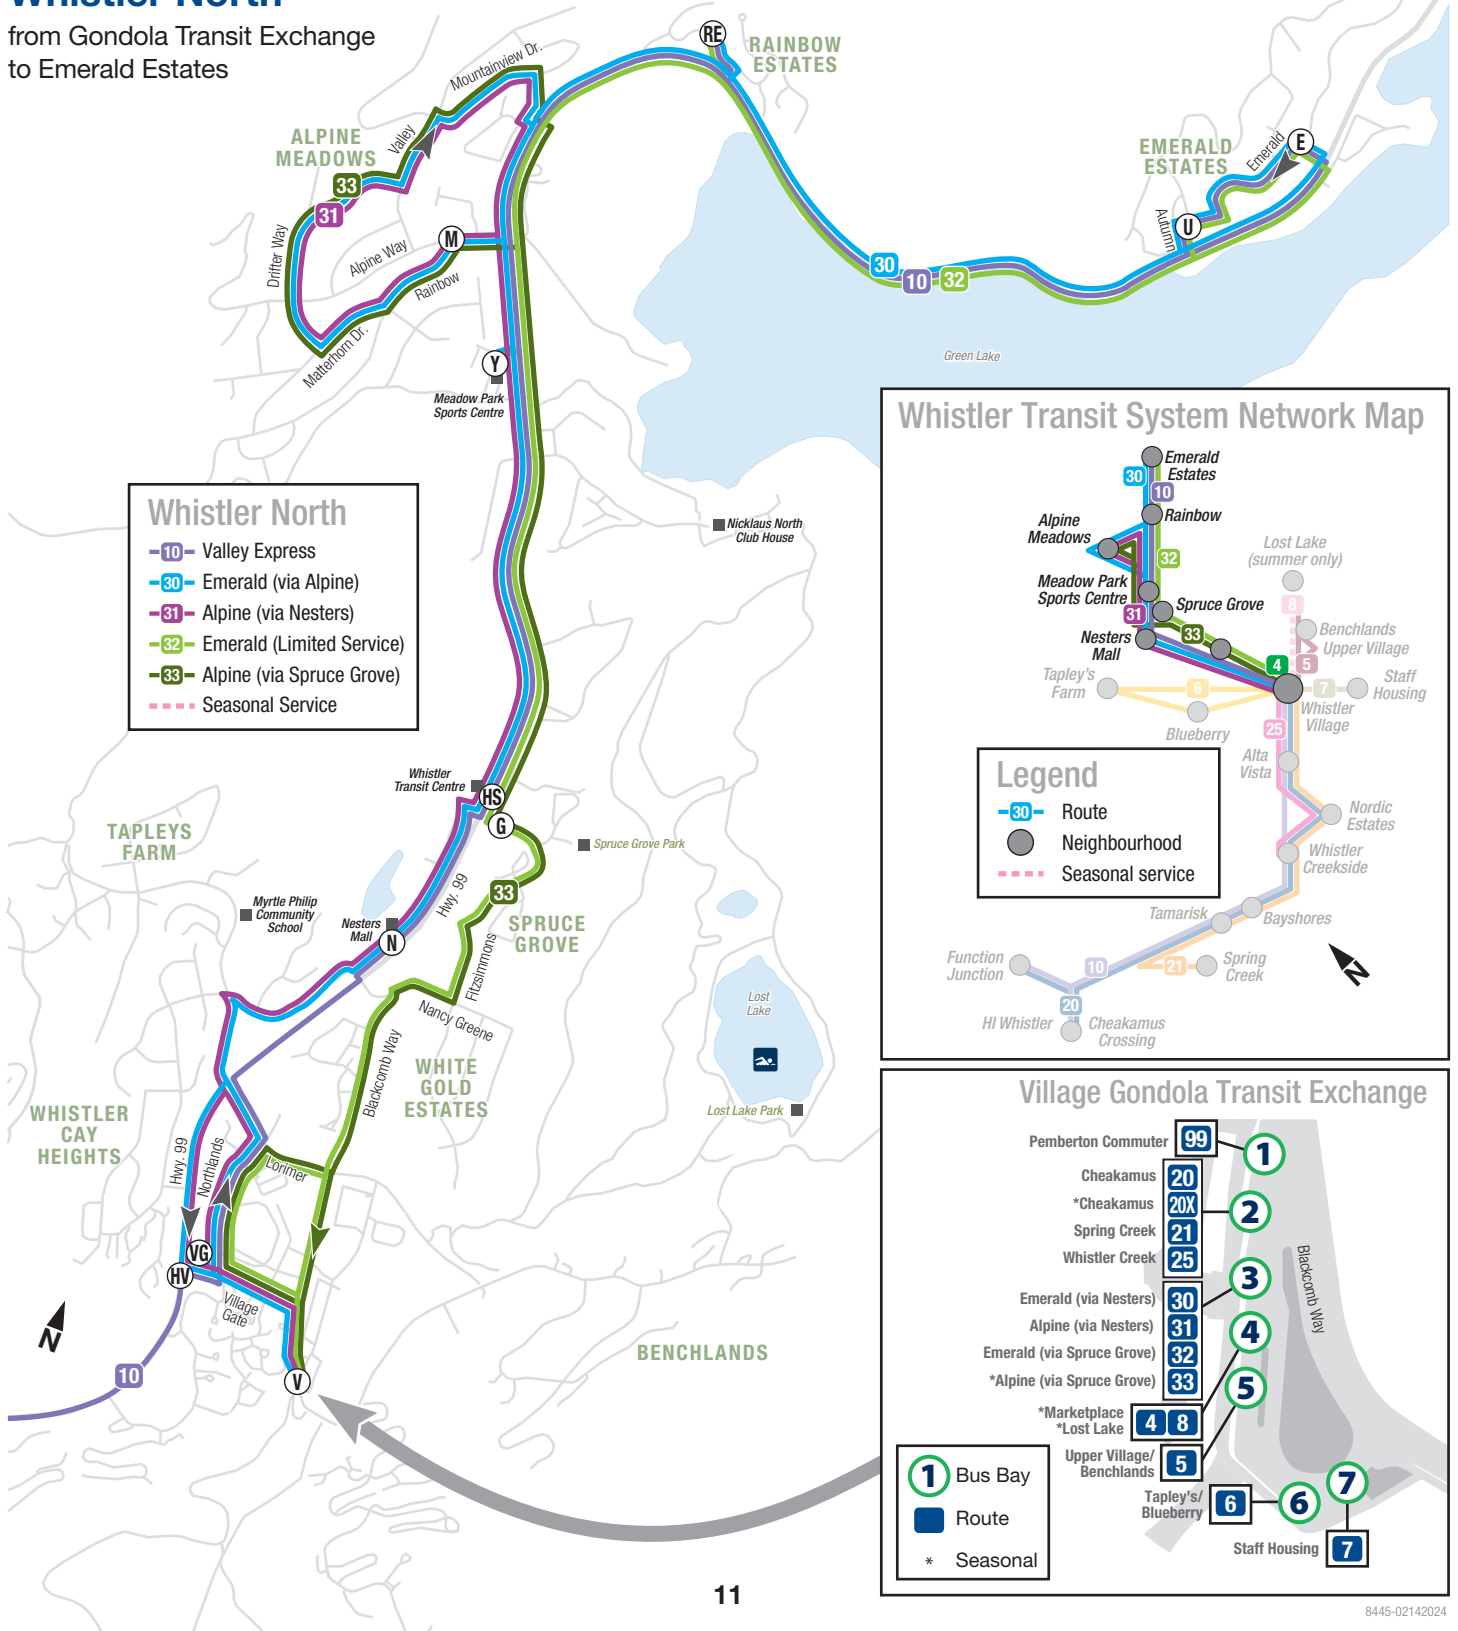 Whistler North
from Gondola Transit Exchange
to Emerald Estates
RE
RAINBOW
ESTATES
Mountainview Dr.
ALPINE
MEADOWS
Valley
33
31
Drifter Way
Alpine Way
M
Rainbow
Matterhorn Dr.
Y
Meadow Park
Sports Centre
EMERALD
ESTATES
Emerald
E
Autumn
U
30
10
32
Green Lake
Whistler North
10 Valley Express
30 Emerald (via Alpine)
31 Alpine (via Nesters)
32 Emerald (Limited Service)
33 Alpine (via Spruce Grove)
Seasonal Service
Nicklaus North
Club House
Whistler
Transit Centre
HS
G
Spruce Grove Park
TAPLEYS
FARM
33
Hwy. 99
Myrtle Philip
Community
School
Nesters
Mall
N
SPRUCE
GROVE
Fitzsimmons
Nancy Greene
Blackcomb Way
WHITE
GOLD
ESTATES
Lost
Lake
Lost Lake Park
WHISTLER
CAY
HEIGHTS
Hwy. 99
Northlands
Lorimer
VG
HV
Village
Gate
N
10
V
BENCHLANDS
Whistler Transit System Network Map
Emerald
Estates
30
10
Rainbow
Alpine
Meadows
32
Lost Lake
(summer only)
Meadow Park
Sports Centre
8
31
Spruce Grove
Nesters
Mall
33
Benchlands
Upper Village
4
5
Tapley's
Farm
6
7
Staff
Housing
Blueberry
Whistler
Village
25
Alta
Vista
Legend
30 Route
Neighbourhood
Seasonal service
Nordic
Estates
Whistler
Creekside
Tamarisk
Bayshores
Function
Junction
10
21
Spring
Creek
N
20
HI Whistler
Cheakamus
Crossing
Village Gondola Transit Exchange
Pemberton Commuter 99
1
Cheakamus 20
*Cheakamus 20X
2
Spring Creek 21
Whistler Creek 25
3
Emerald (via Nesters) 30
Alpine (via Nesters) 31
4
Emerald (via Spruce Grove) 32
*Alpine (via Spruce Grove) 33
5
Blackcomb Way
*Marketplace
*Lost Lake
4 8
Upper Village/
Benchlands
5
Tapley's/
Blueberry
6
6
7
Staff Housing 7
1 Bus Bay
Route
* Seasonal
11
8445-02142024